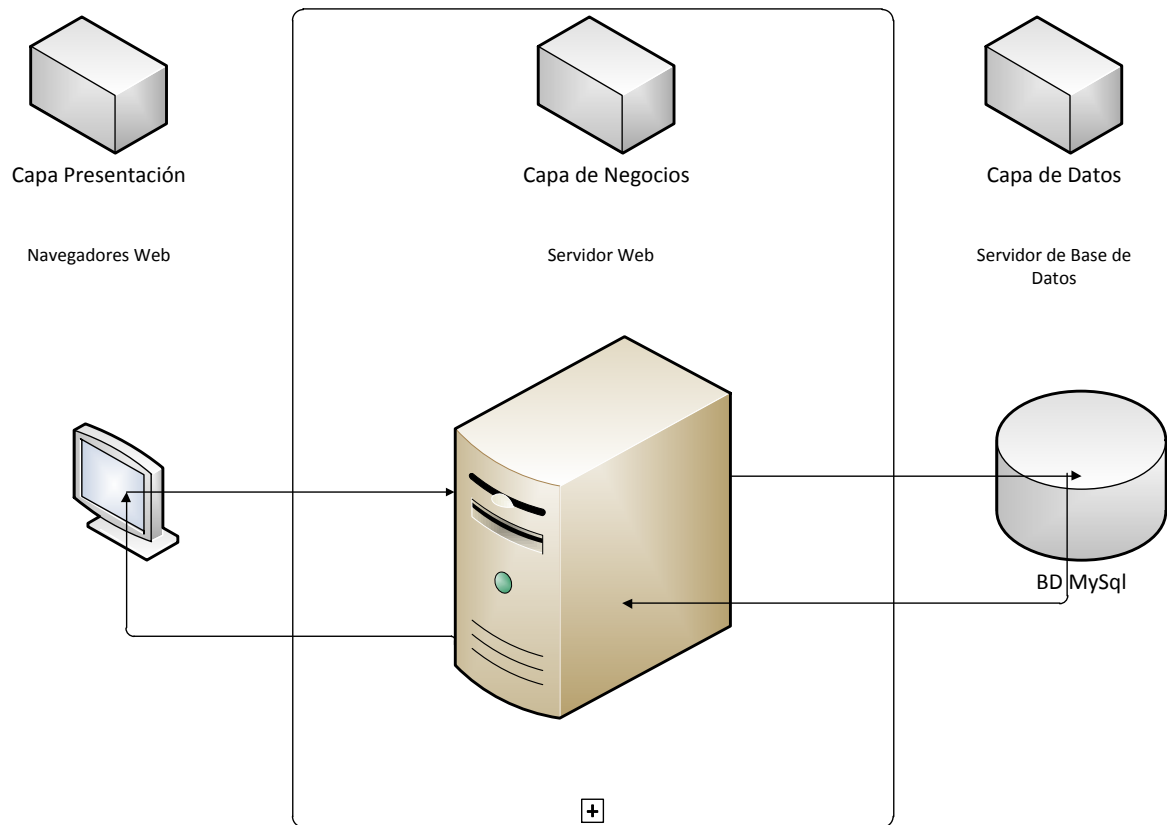 Capa Presentación
Capa de Negocios
Capa de Datos
Navegadores Web
Servidor Web
Servidor de Base de
Datos
BD MySql